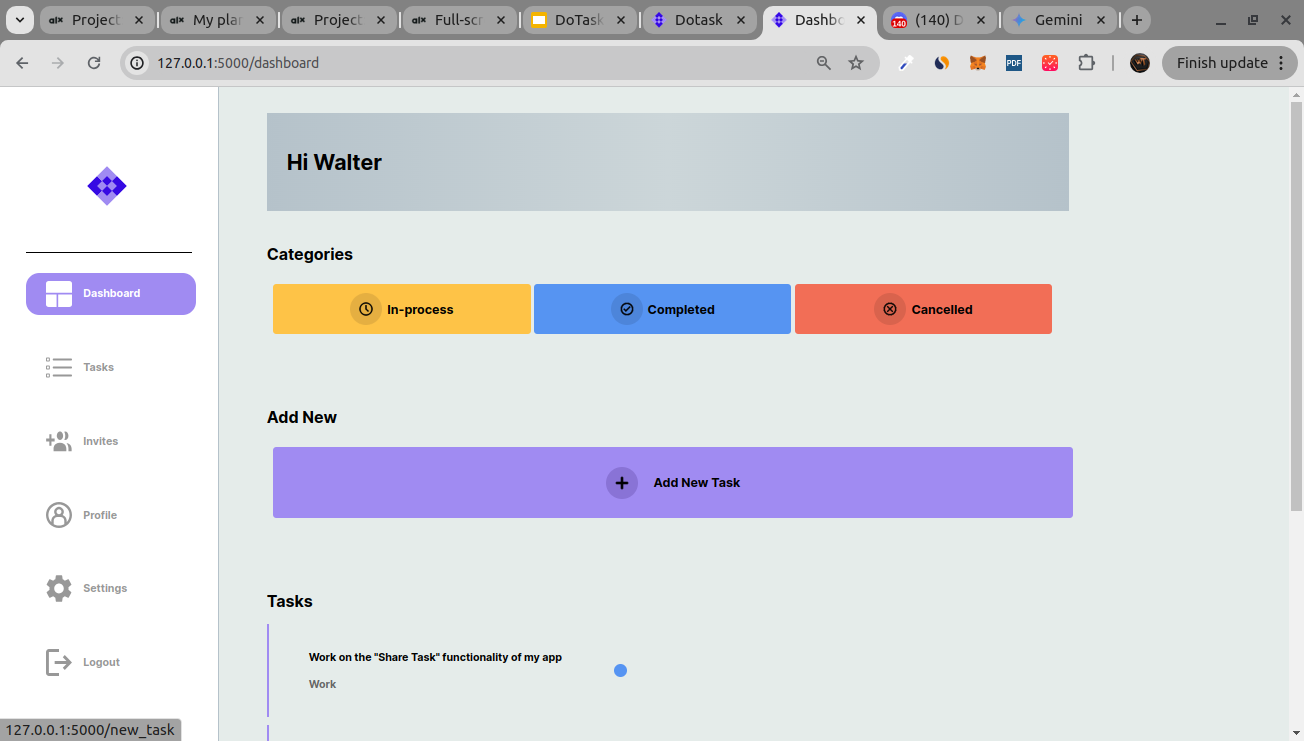 alx Project
alx My plan
alx Project
alx Full-scr
DoTask
Dotask
Dashbo
140 (140) D
Gemini
127.0.0.1:5000/dashboard
PDF
Finish update
Hi Walter
Categories
In-process
Completed
Cancelled
Dashboard
Tasks
Invites
Profile
Settings
Logout
Add New
Add New Task
Tasks
Work on the "Share Task" functionality of my app
Work
127.0.0.1:5000/new_task